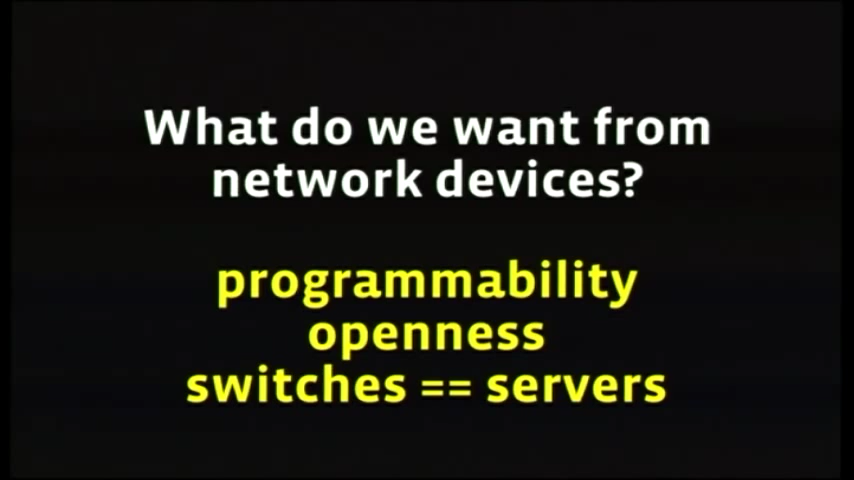 What do we want from
network devices?
programmability
openness
switches == servers